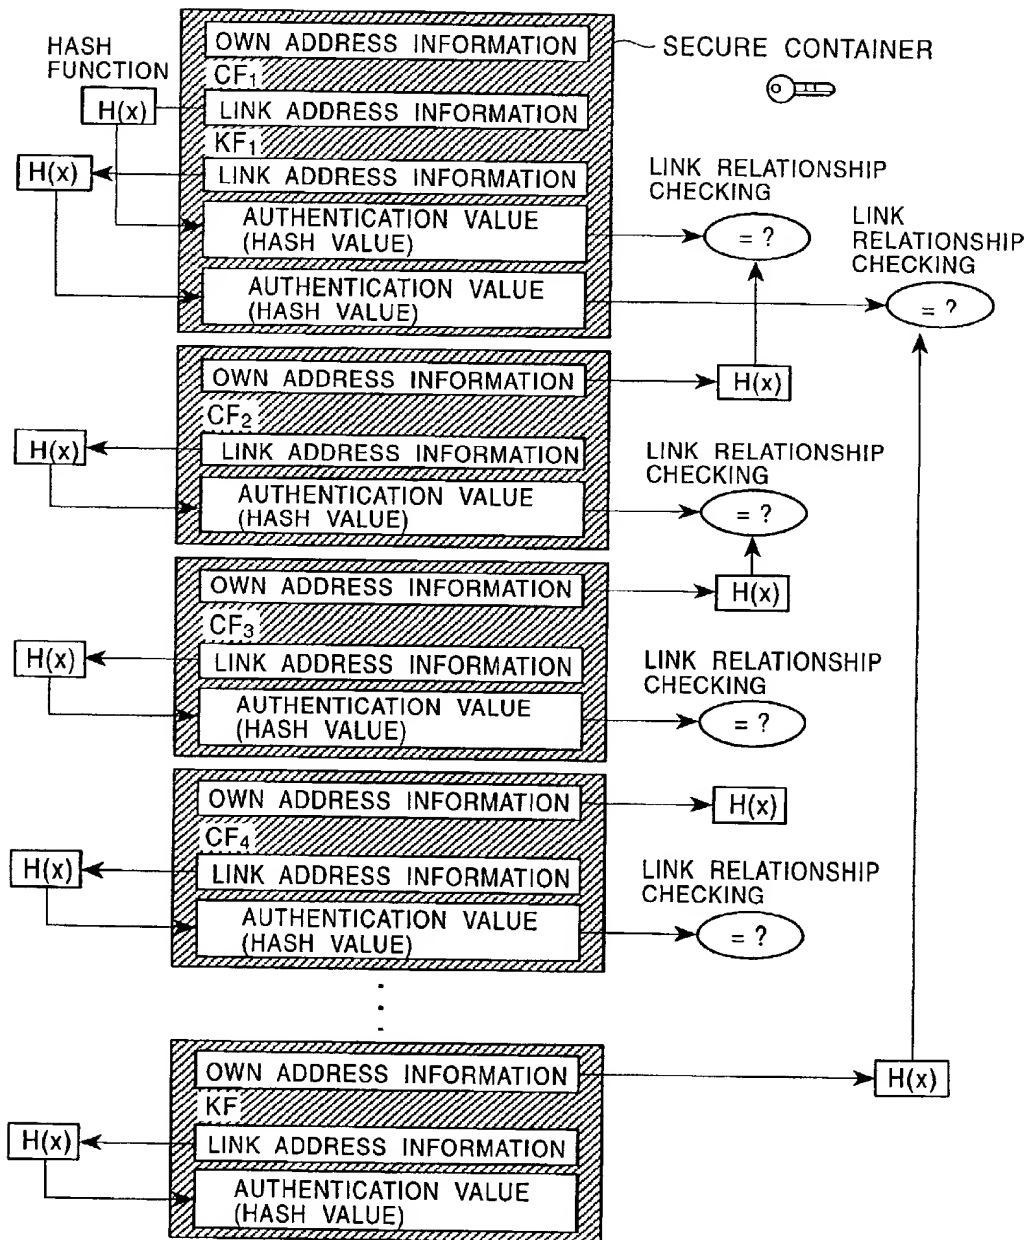 HASH
FUNCTION
OWN ADDRESS INFORMATION
SECURE CONTAINER
CF1
H(x)
LINK ADDRESS INFORMATION
KF1
H(x)
LINK ADDRESS INFORMATION
LINK RELATIONSHIP
CHECKING
AUTHENTICATION VALUE
(HASH VALUE)
= ?
LINK
RELATIONSHIP
CHECKING
AUTHENTICATION VALUE
(HASH VALUE)
= ?
OWN ADDRESS INFORMATION
H(x)
CF2
H(x)
LINK ADDRESS INFORMATION
LINK RELATIONSHIP
CHECKING
AUTHENTICATION VALUE
(HASH VALUE)
= ?
OWN ADDRESS INFORMATION
H(x)
CF3
H(x)
LINK ADDRESS INFORMATION
LINK RELATIONSHIP
CHECKING
AUTHENTICATION VALUE
(HASH VALUE)
= ?
OWN ADDRESS INFORMATION
H(x)
CF4
H(x)
LINK ADDRESS INFORMATION
LINK RELATIONSHIP
CHECKING
AUTHENTICATION VALUE
(HASH VALUE)
= ?
OWN ADDRESS INFORMATION
H(x)
KF
H(x)
LINK ADDRESS INFORMATION
AUTHENTICATION VALUE
(HASH VALUE)